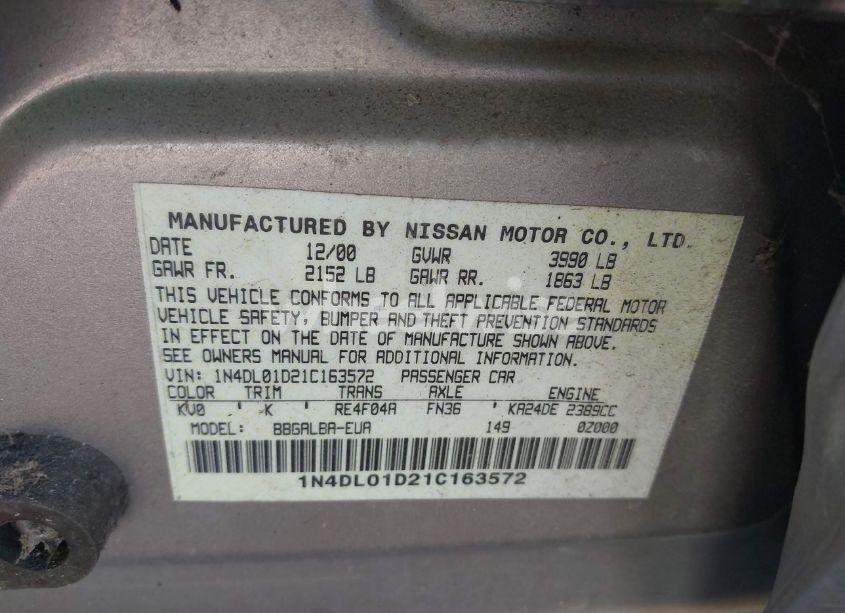 MANUFACTURED BY NISSAN MOTOR CO., LTD.
DATE 12/00 GVWR 3990 LB
GAWR FR. 2152 LB GAWR RR. 1863 LB
THIS VEHICLE CONFORMS TO ALL APPLICABLE FEDERAL MOTOR
VEHICLE SAFETY, BUMPER AND THEFT PREVENTION STANDARDS
IN EFFECT ON THE DATE OF MANUFACTURE SHOWN ABOVE.
SEE OWNERS MANUAL FOR ADDITIONAL INFORMATION.
VIN: 1N4DL01D21C163572 PASSENGER CAR
COLOR TRIM TRANS AXLE ENGINE
KV0 ' K RE4F04A FN36 ' KA24DE 2389CC
MODEL: BBGALBA-EUA 149 0Z000
1N4DL01D21C163572